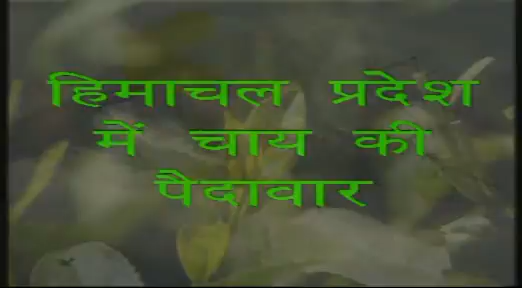 हिमाचल प्रदेश
में चाय की
पैदावार